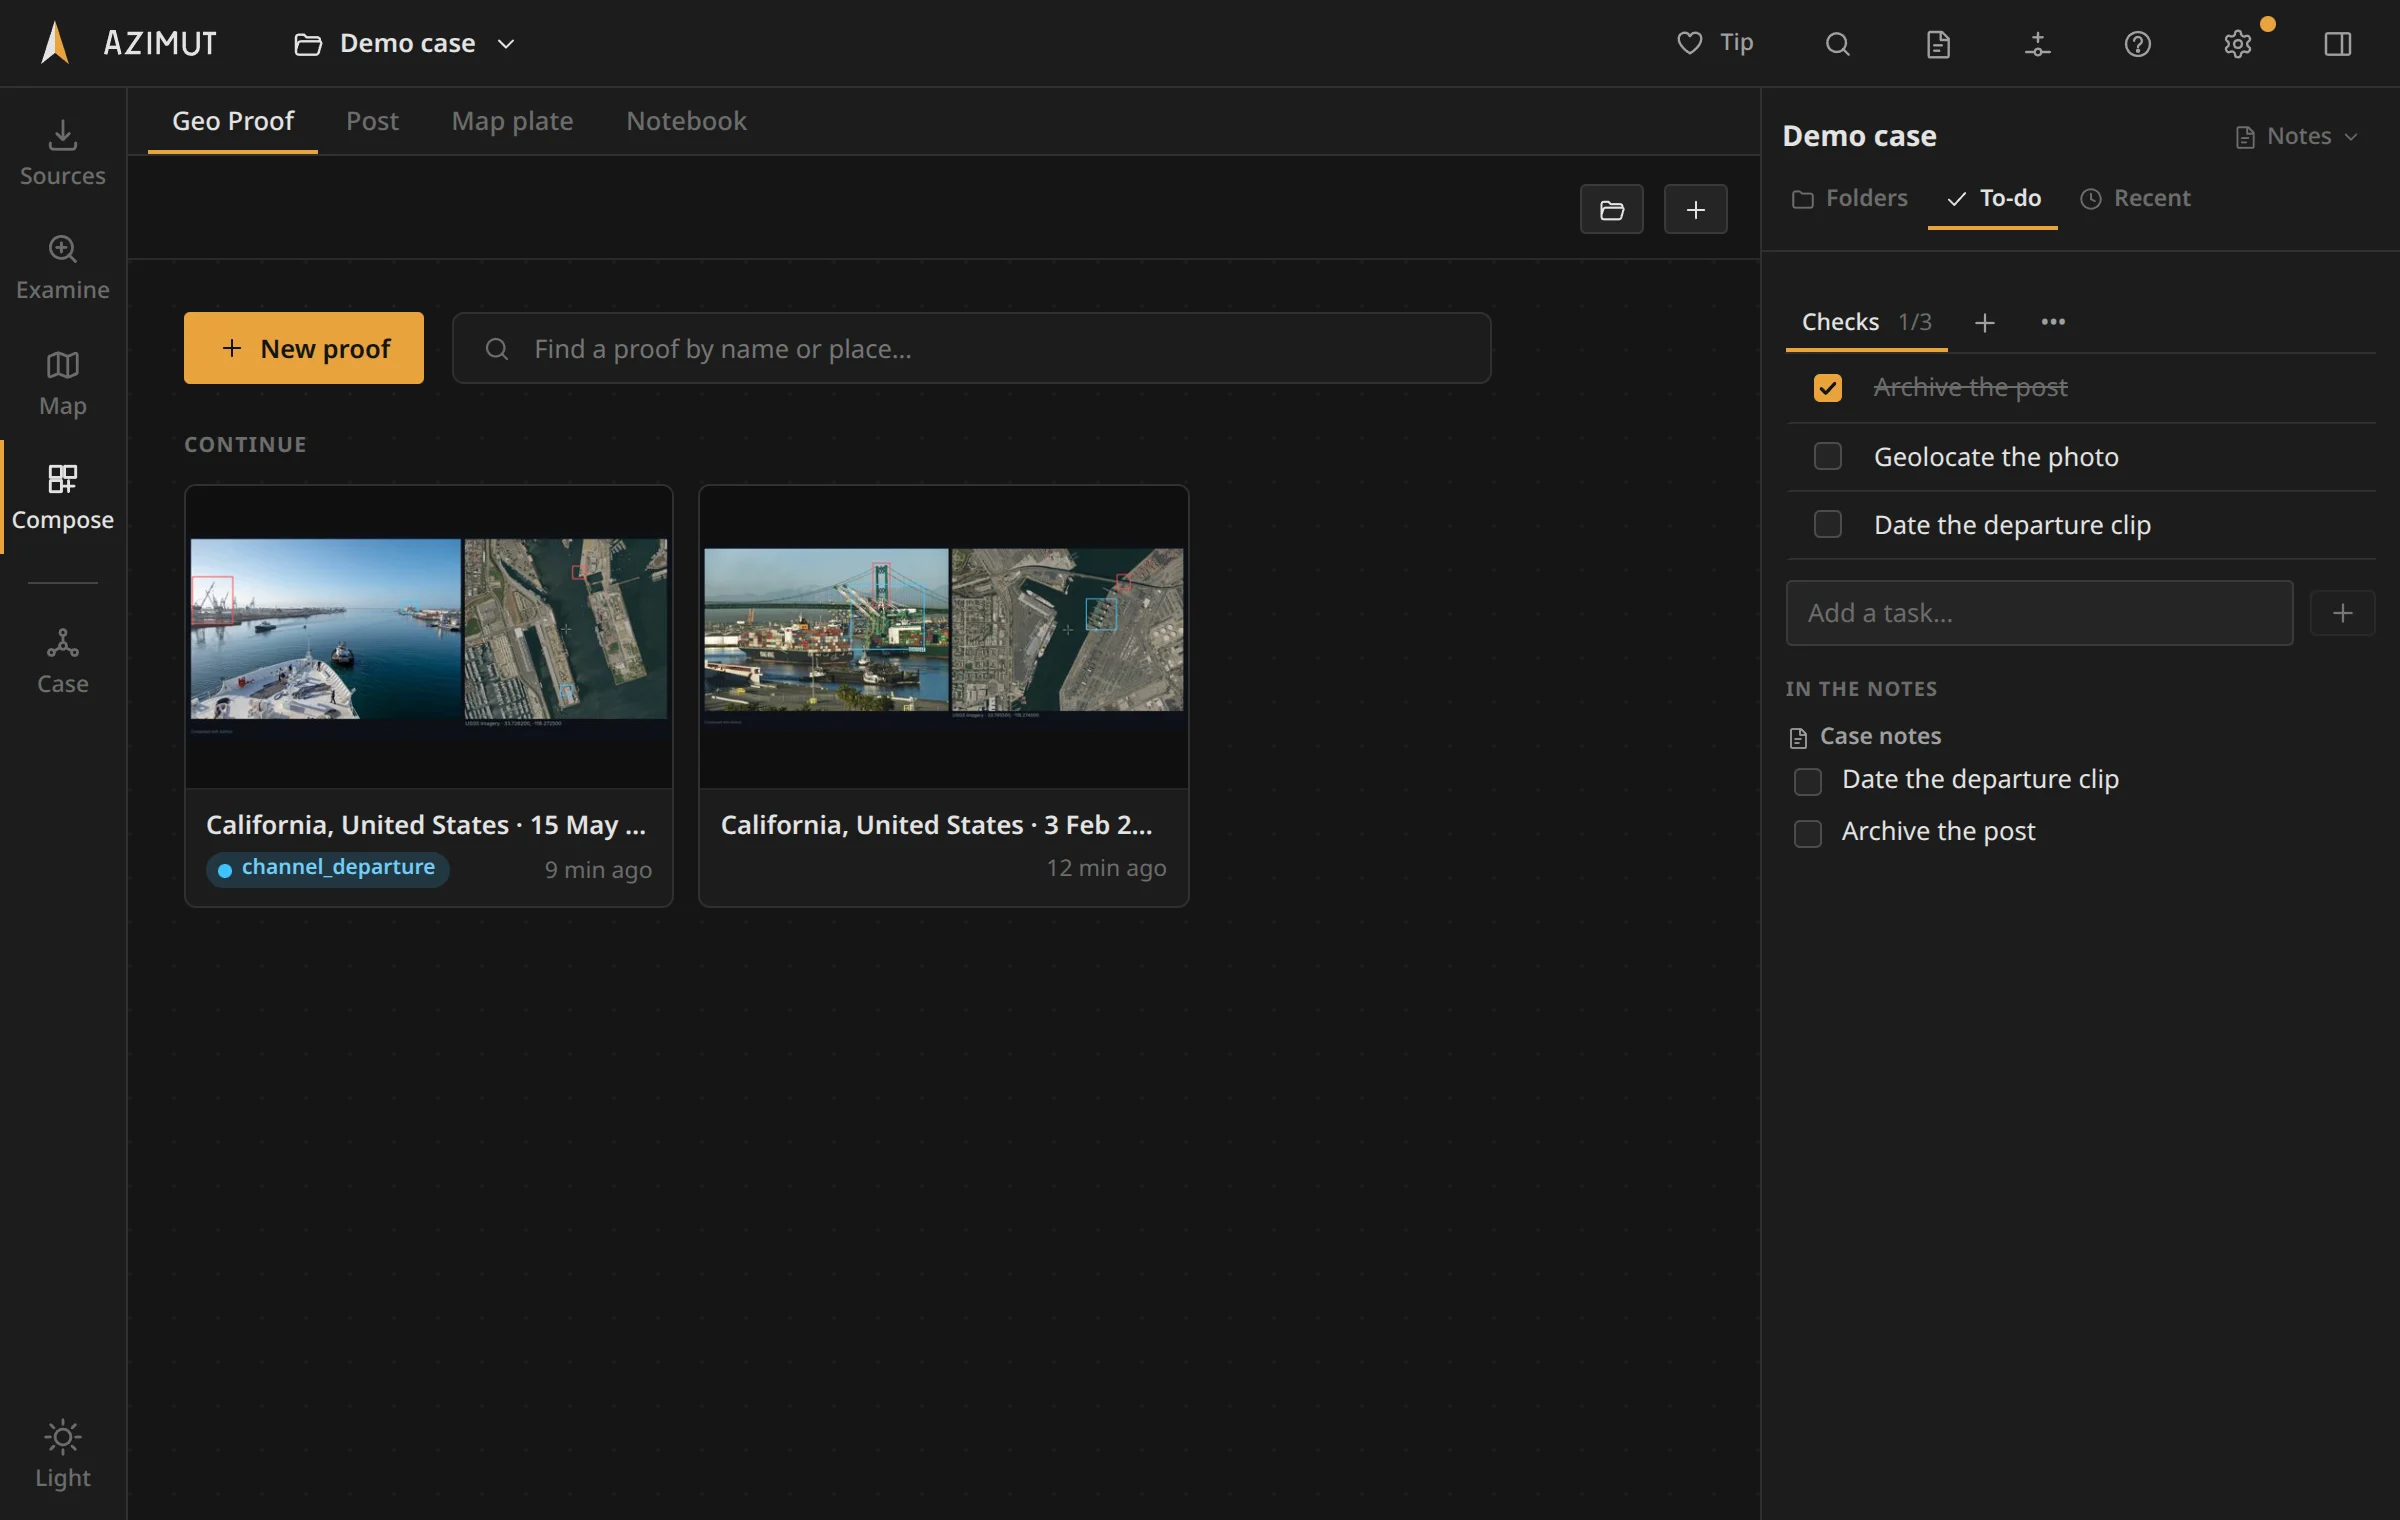 AZIMUT
Demo case
Tip
Sources
Examine
Map
Compose
Case
Light
Geo Proof
Post
Map plate
Notebook
New proof
Find a proof by name or place...
CONTINUE
California, United States · 15 May ...
channel_departure
9 min ago
California, United States · 3 Feb 2...
12 min ago
Demo case
Notes
Folders
To-do
Recent
Checks 1/3
Archive the post
Geolocate the photo
Date the departure clip
Add a task...
IN THE NOTES
Case notes
Date the departure clip
Archive the post